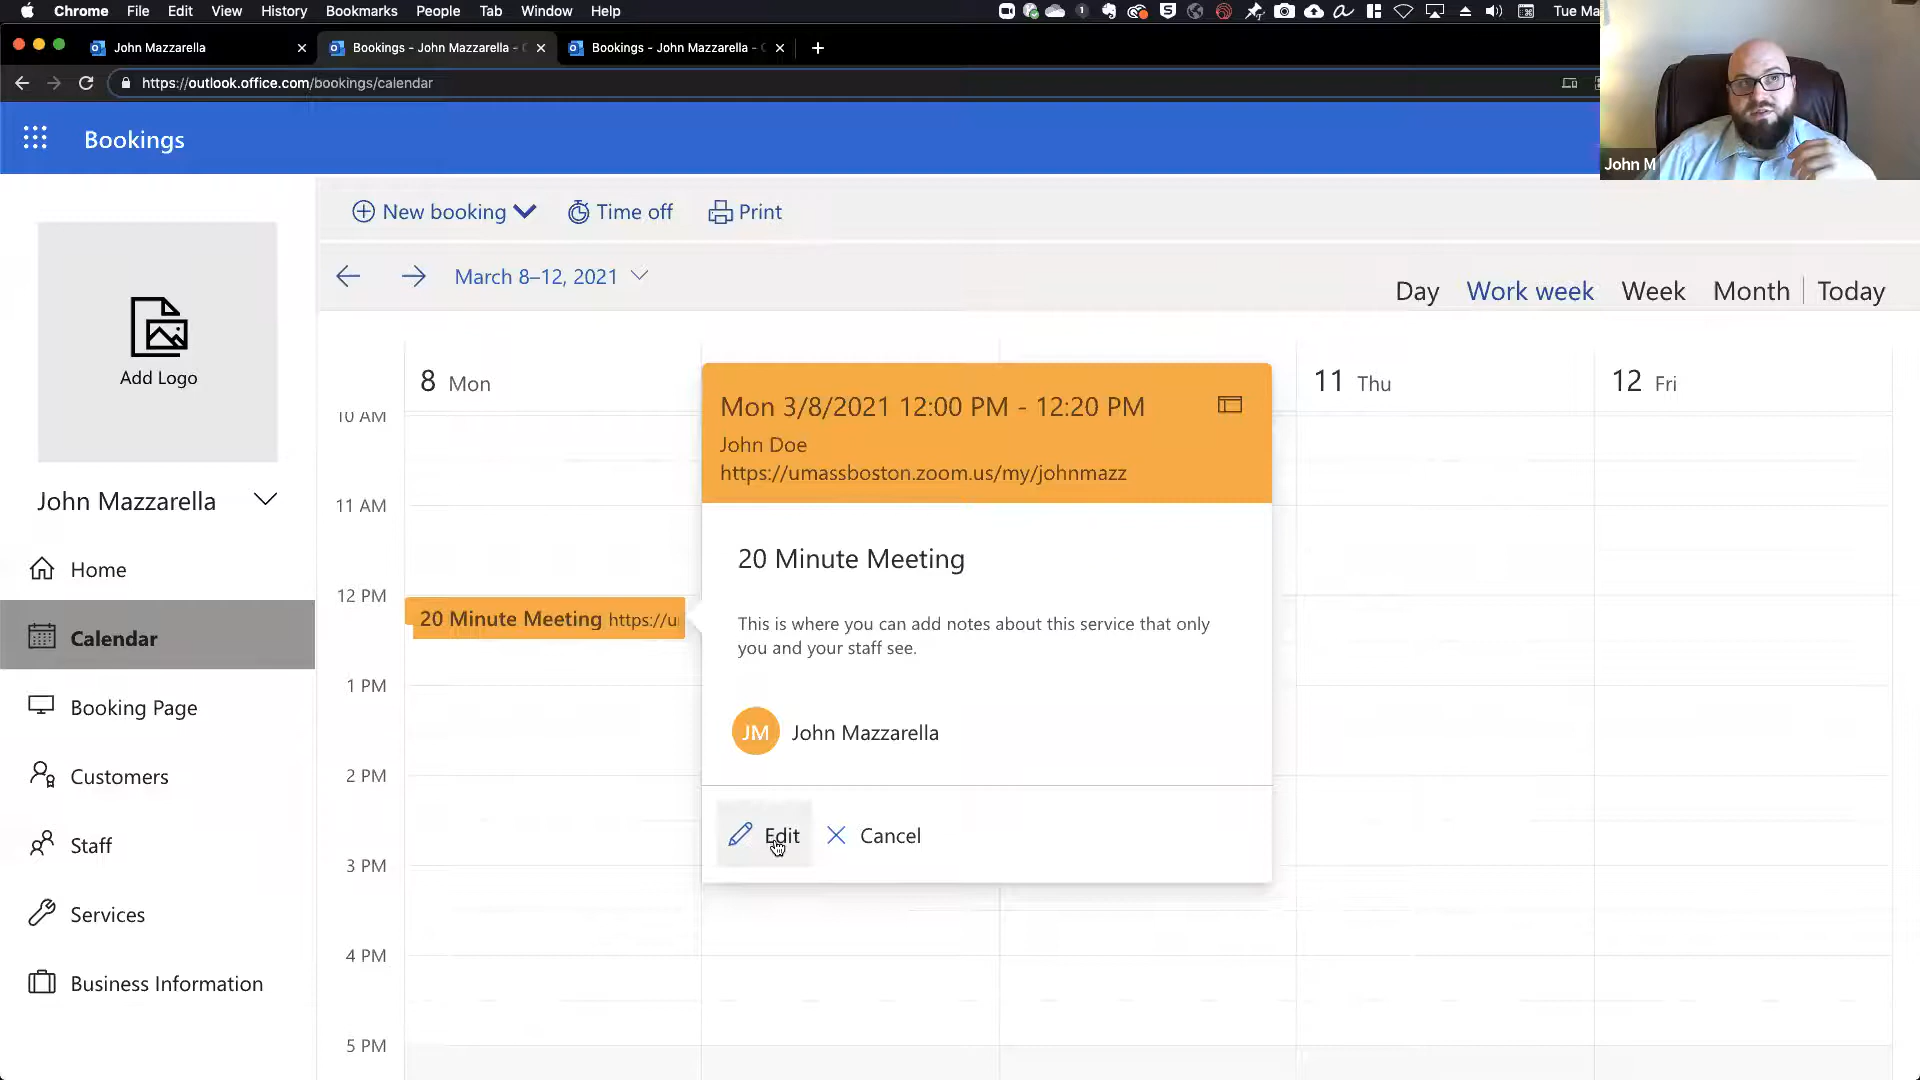 Chrome File Edit View History Bookmarks People Tab Window Help
Tue Ma
John Mazzarella
Bookings - John Mazzarella -
Bookings - John Mazzarella -
https://outlook.office.com/bookings/calendar
John M
Bookings
New booking
Time off
Print
March 8–12, 2021
Day
Work week
Week
Month
Today
Add Logo
John Mazzarella
Home
Calendar
Booking Page
Customers
Staff
Services
Business Information
8 Mon
11 Thu
12 Fri
10 AM
11 AM
12 PM
1 PM
2 PM
3 PM
4 PM
5 PM
20 Minute Meeting https://u
Mon 3/8/2021 12:00 PM - 12:20 PM
John Doe
https://umassboston.zoom.us/my/johnmazz
20 Minute Meeting
This is where you can add notes about this service that only
you and your staff see.
JM
John Mazzarella
Edit
Cancel